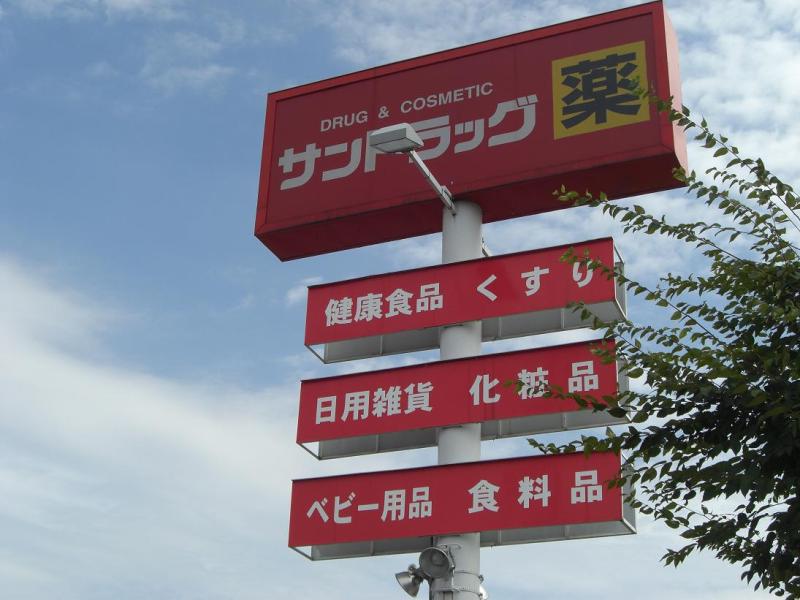 DRUG & COSMETIC
サンドラッグ 薬
健康食品 くすり
日用雑貨 化粧品
ベビー用品 食料品